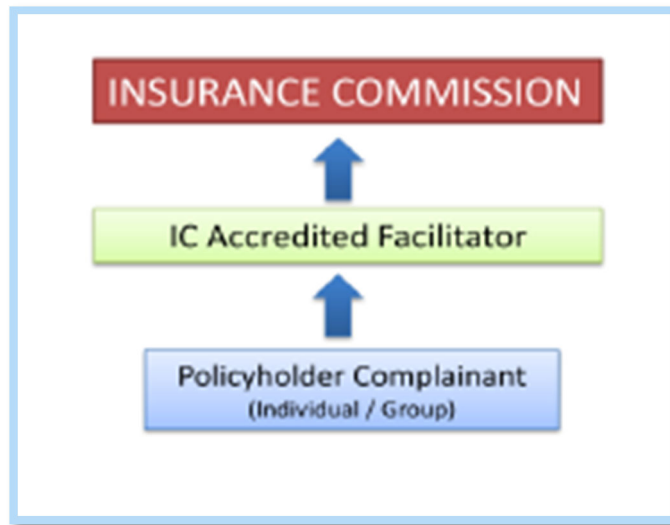 INSURANCE COMMISSION
IC Accredited Facilitator
Policyholder Complainant
(Individual / Group)